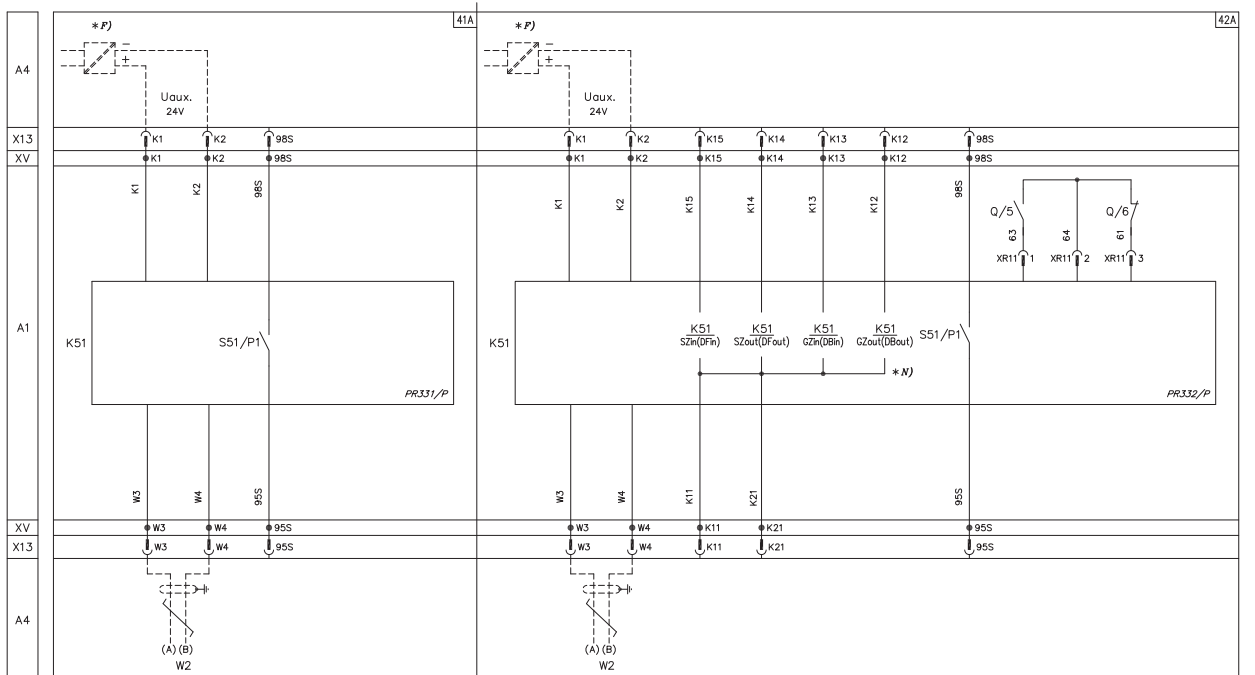 41A 42A
*F) *F)
− −
+ +
A4
Uaux. Uaux.
24V 24V
X13 K1 K2 98S K1 K2 K15 K14 K13 K12 98S
XV K1 K2 98S K1 K2 K15 K14 K13 K12 98S
K1 K2 98S K1 K2 K15 K14 K13 K12 98S
Q/5 Q/6
63 64 61
XR11 1 XR11 2 XR11 3
A1
K51 S51/P1 K51 K51 K51 K51 K51 S51/P1
SZin(DFin) SZout(DFout) GZin(DBin) GZout(DBout)
*N)
PR331/P PR332/P
W3 W4 95S W3 W4 K11 K21 95S
XV W3 W4 95S W3 W4 K11 K21 95S
X13 W3 W4 95S W3 W4 K11 K21 95S
A4
(A) (B) (A) (B)
W2 W2